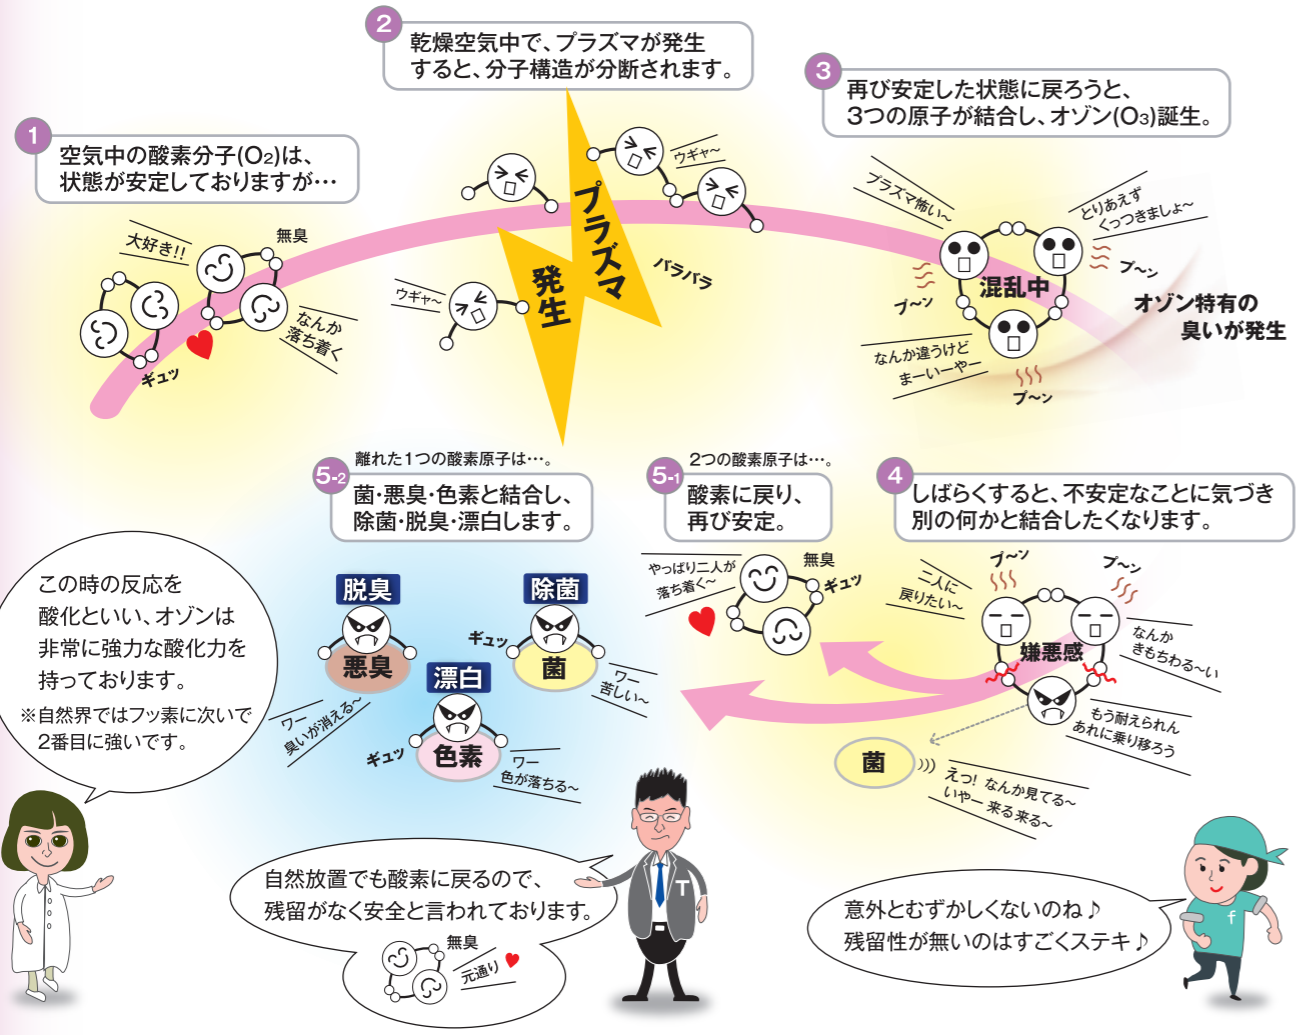 1
空気中の酸素分子(O₂)は、
状態が安定しておりますが…
大好き!!
無臭
なんか
落ち着く
ギュッ
2
乾燥空気中で、プラズマが発生
すると、分子構造が分断されます。
ウギャ〜
ウギャ〜
プラズマ
発生
バラバラ
3
再び安定した状態に戻ろうと、
3つの原子が結合し、オゾン(O₃)誕生。
プラズマ怖い〜
とりあえず
くっつきましょ〜
混乱中
プ〜ン
プ〜ン
なんか違うけど
まーいーやー
プ〜ン
オゾン特有の
臭いが発生
4
しばらくすると、不安定なことに気づき
別の何かと結合したくなります。
プ〜ン
プ〜ン
二人に
戻りたい〜
なんか
きもちわる〜い
嫌悪感
もう耐えられん
あれに乗り移ろう
菌
えっ! なんか見てる〜
いやー 来る来る〜
5-1
2つの酸素原子は…。
酸素に戻り、
再び安定。
やっぱり二人が
落ち着く〜
無臭
ギュッ
5-2
離れた1つの酸素原子は…。
菌・悪臭・色素と結合し、
除菌・脱臭・漂白します。
脱臭
悪臭
ワー
臭いが消える〜
除菌
ギュッ
菌
ワー
苦しい〜
漂白
ギュッ
色素
ワー
色が落ちる〜
この時の反応を
酸化といい、オゾンは
非常に強力な酸化力を
持っております。
※自然界ではフッ素に次いで
2番目に強いです。
自然放置でも酸素に戻るので、
残留がなく安全と言われております。
無臭
元通り
T
意外とむずかしくないのね♪
残留性が無いのはすごくステキ♪
f